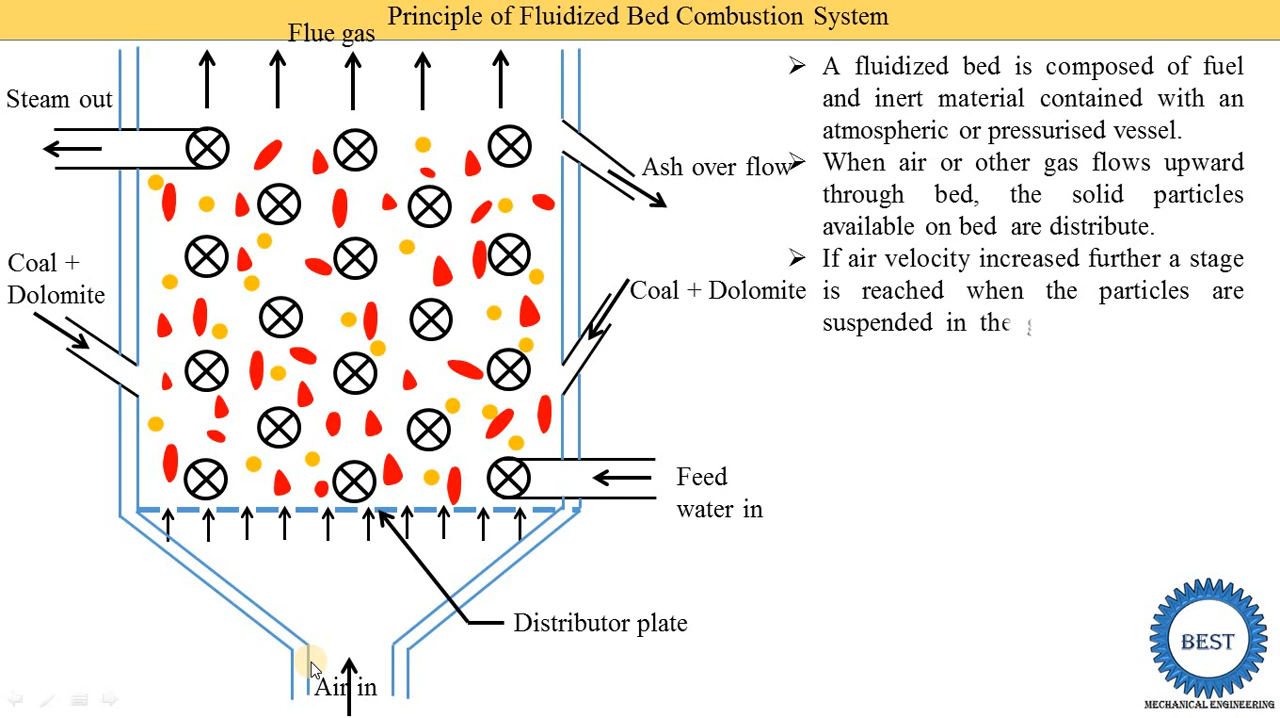 Principle of Fluidized Bed Combustion System
Flue gas
Steam out
Ash over flow
Coal +
Dolomite
Coal + Dolomite
Feed
water in
Distributor plate
Air in
A fluidized bed is composed of fuel
and inert material contained with an
atmospheric or pressurised vessel.
When air or other gas flows upward
through bed, the solid particles
available on bed are distribute.
If air velocity increased further a stage
is reached when the particles are
suspended in the
BEST
MECHANICAL ENGINEERING